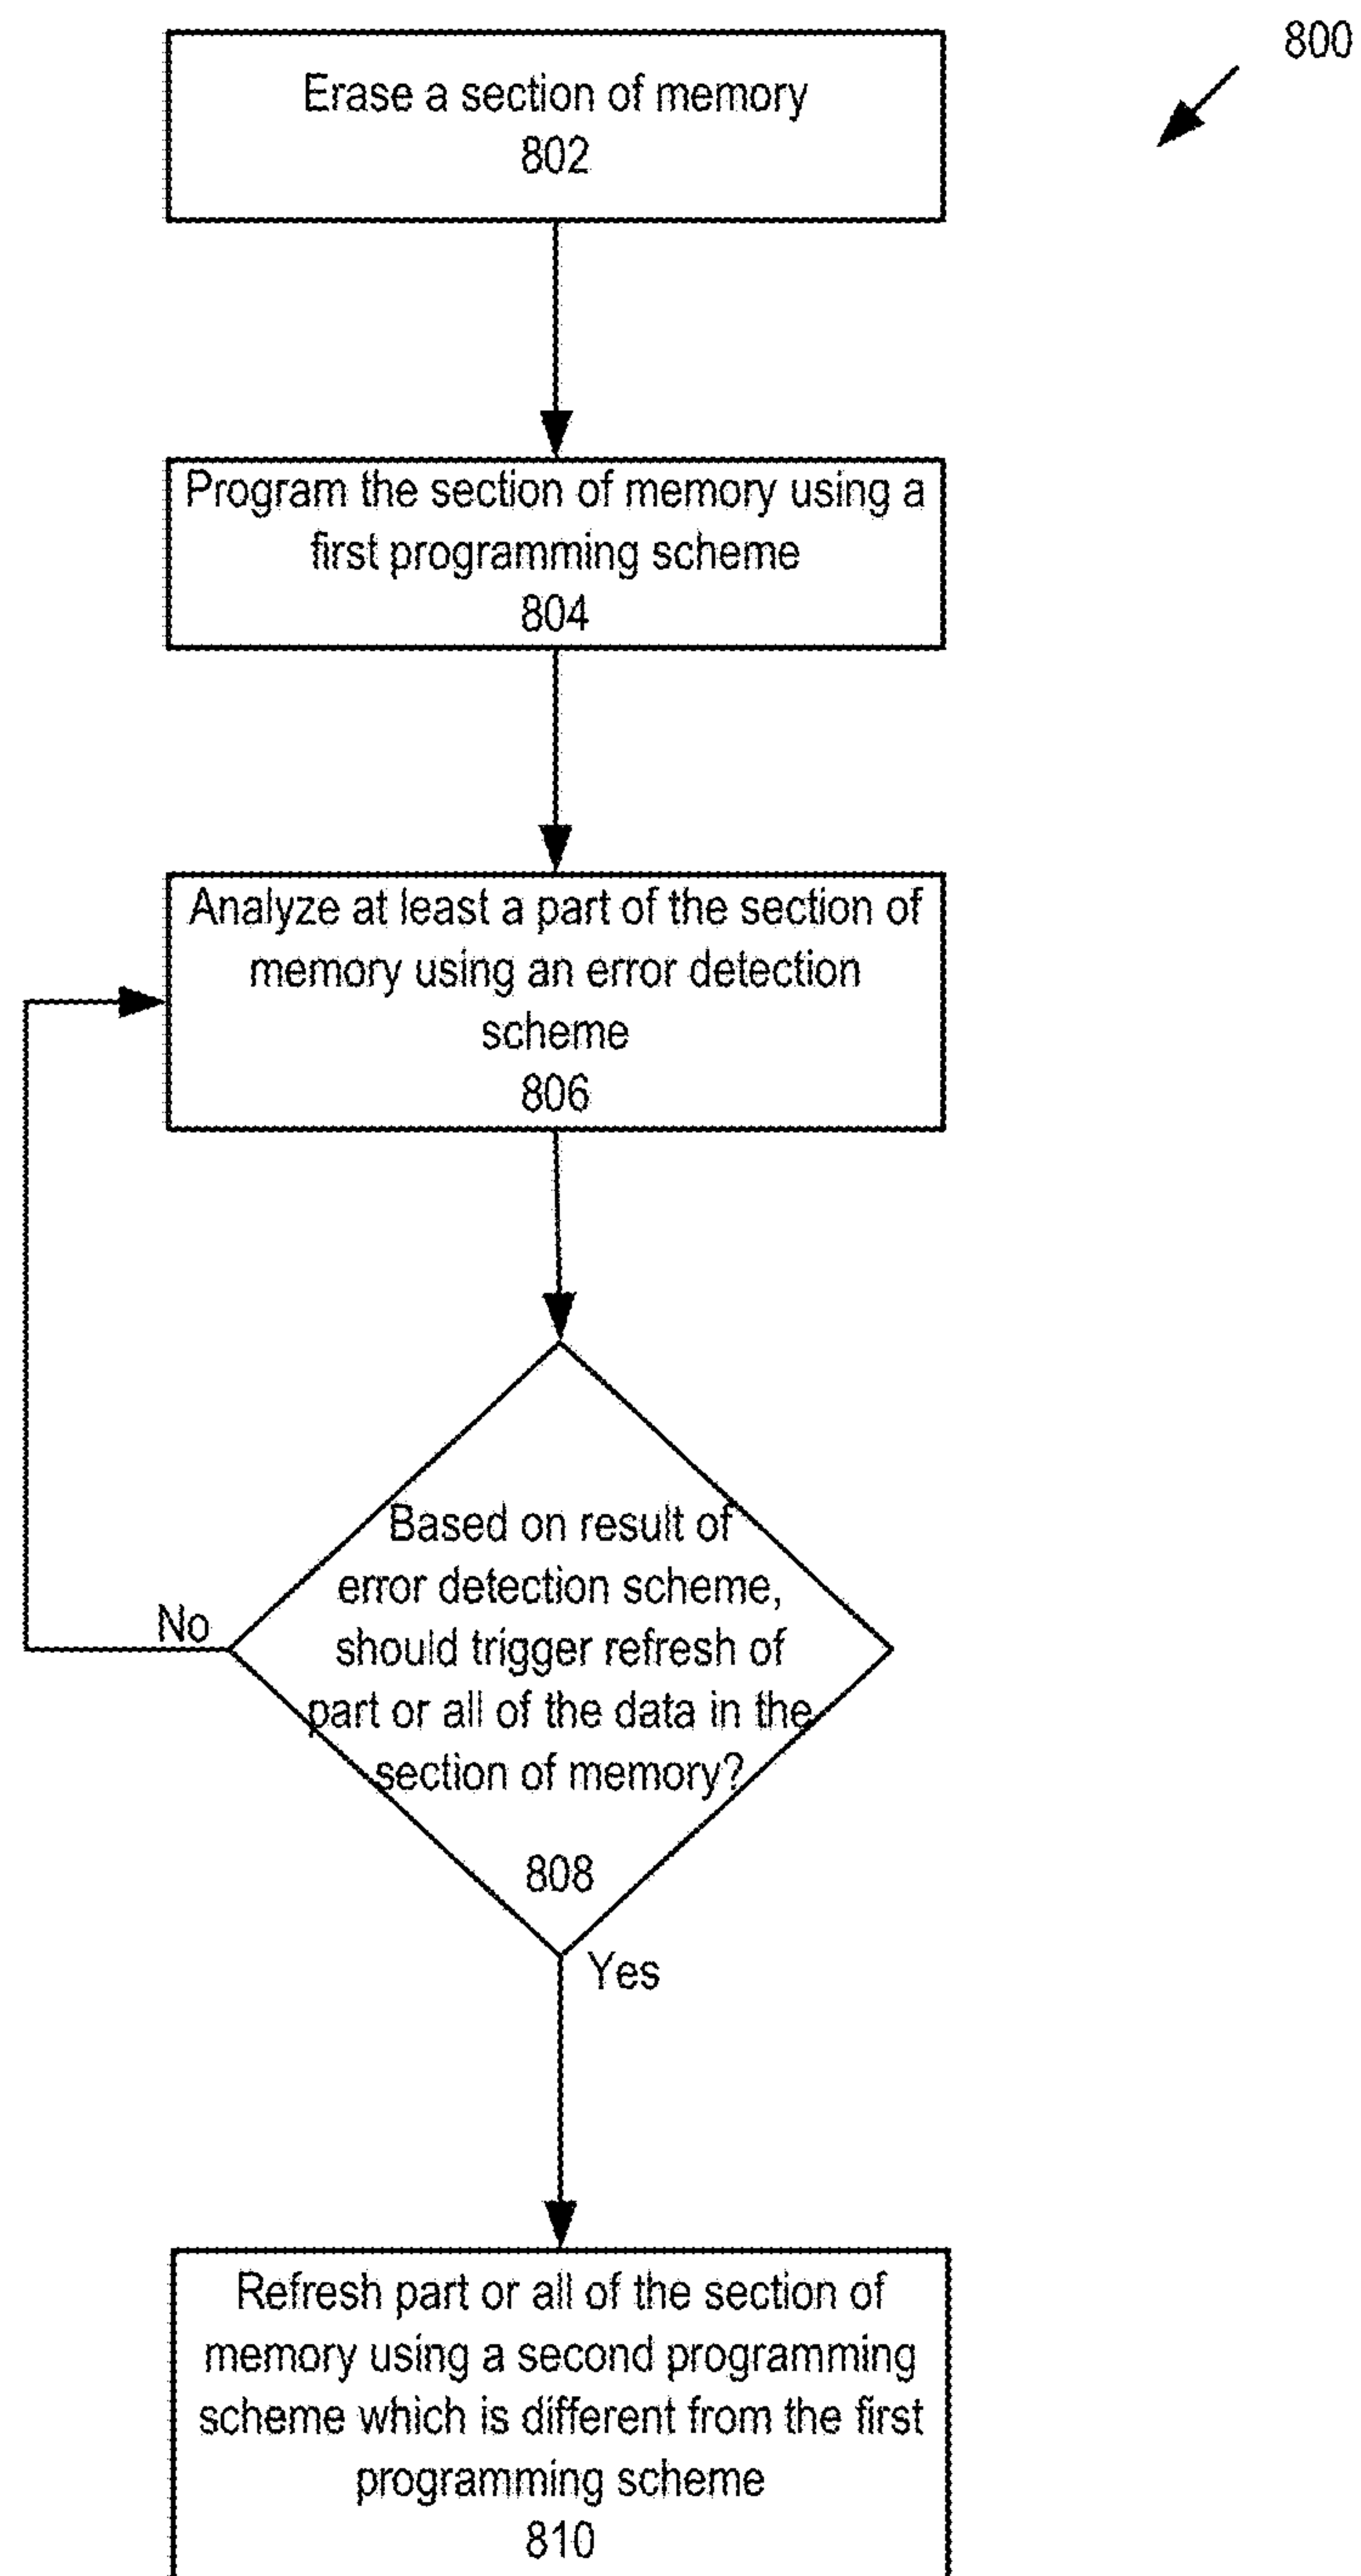 800
Erase a section of memory
802
Program the section of memory using a
first programming scheme
804
Analyze at least a part of the section of
memory using an error detection
scheme
806
Based on result of
error detection scheme,
should trigger refresh of
part or all of the data in the
section of memory?
808
No
Yes
Refresh part or all of the section of
memory using a second programming
scheme which is different from the first
programming scheme
810